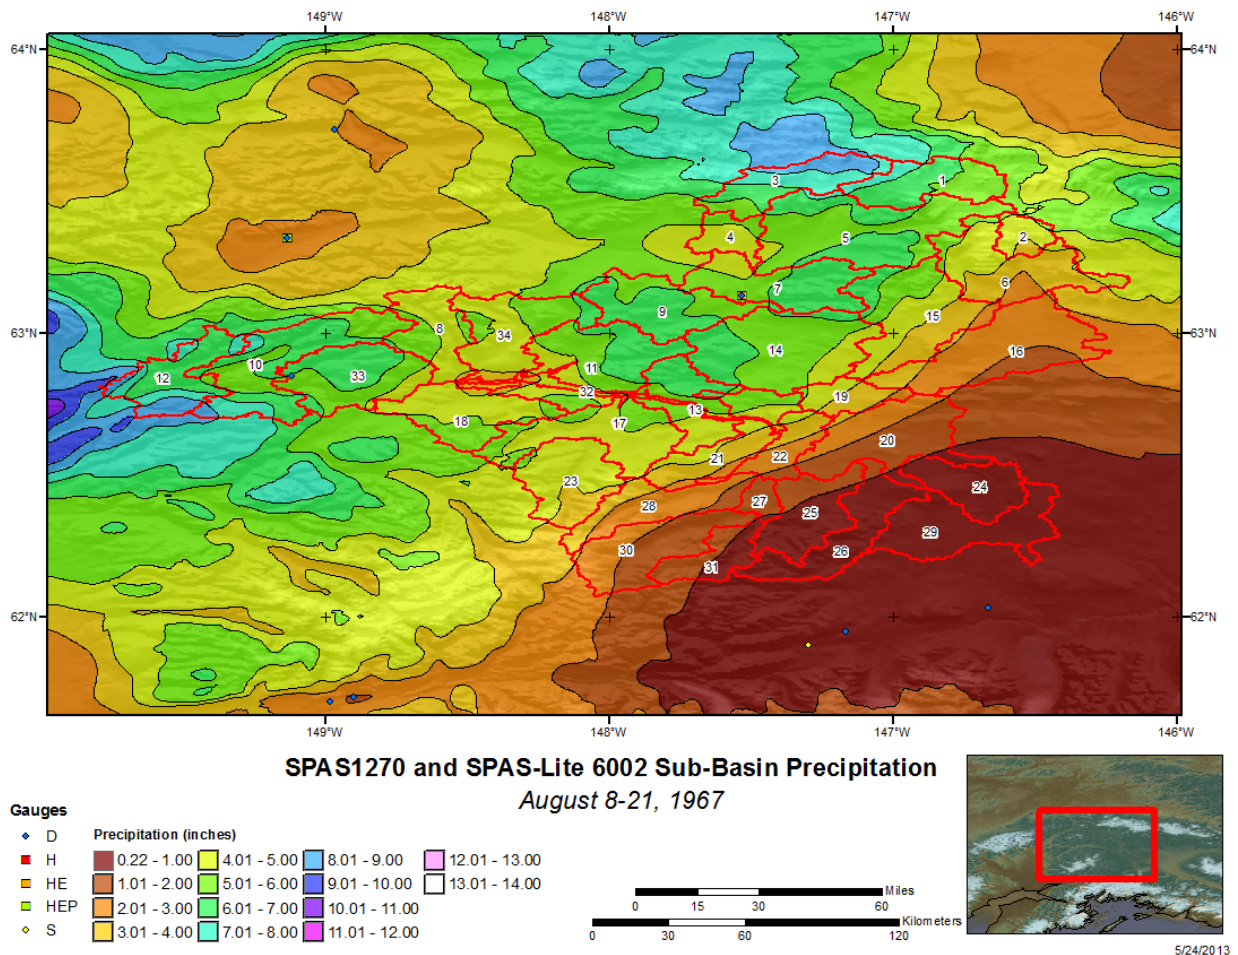 149°W 148°W 147°W 146°W
64°N 64°N
3 1
4 5 2
7 6
9 15
63°N 8 34 63°N
14 16
10 11
12 33
32 19
13
18 17
20
21 22
23 24
28 27 25
29
30 26
31
62°N 62°N
149°W 148°W 147°W 146°W
SPAS1270 and SPAS-Lite 6002 Sub-Basin Precipitation
August 8-21, 1967
Gauges
D
H
HE
HEP
S
Precipitation (inches)
0.22 - 1.00 4.01 - 5.00 8.01 - 9.00 12.01 - 13.00
1.01 - 2.00 5.01 - 6.00 9.01 - 10.00 13.01 - 14.00
2.01 - 3.00 6.01 - 7.00 10.01 - 11.00
3.01 - 4.00 7.01 - 8.00 11.01 - 12.00
Miles
0 15 30 60
Kilometers
0 30 60 120
5/24/2013